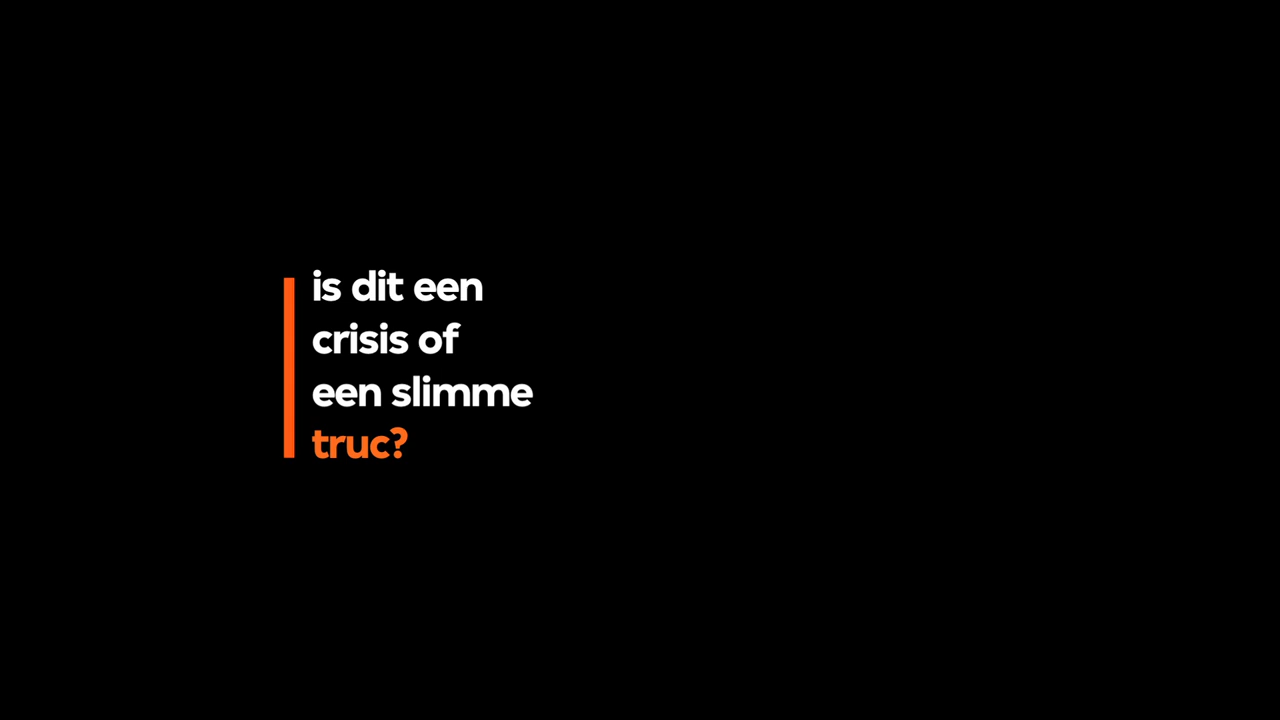 is dit een
crisis of
een slimme
truc?